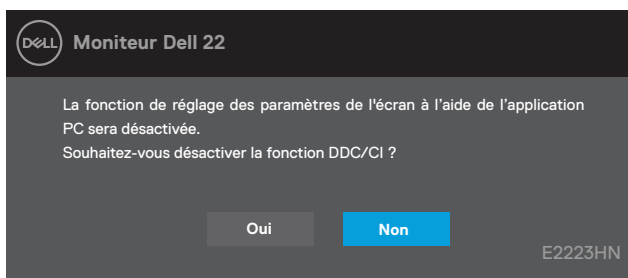 DELL
Moniteur Dell 22
La fonction de réglage des paramètres de l'écran à l’aide de l’application
PC sera désactivée.
Souhaitez-vous désactiver la fonction DDC/CI ?
Oui
Non
E2223HN